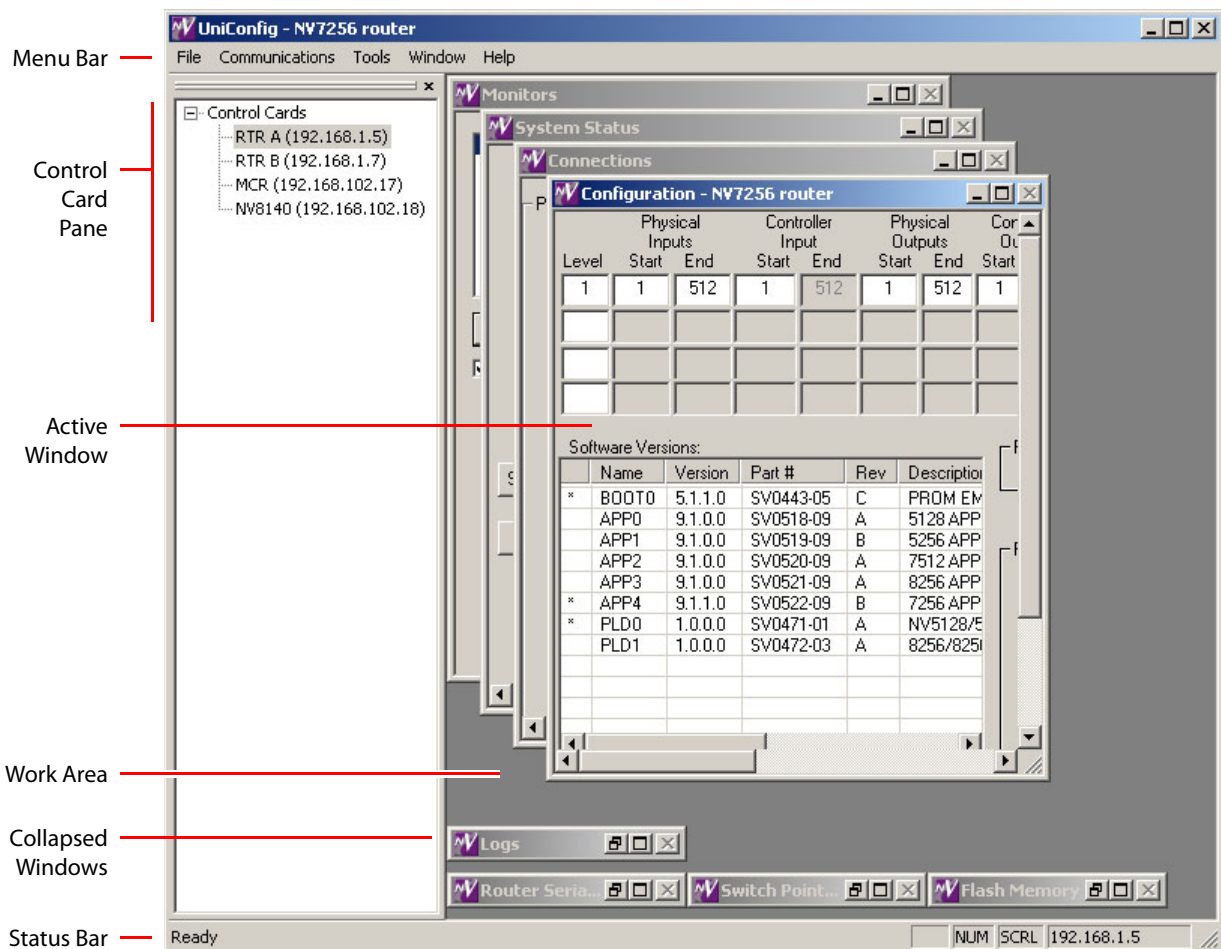 UniConfig - NV7256 router
Menu Bar
File Communications Tools Window Help
Control Card Pane
Control Cards
RTR A (192.168.1.5)
RTR B (192.168.1.7)
MCR (192.168.102.17)
NV8140 (192.168.102.18)
Monitors
System Status
Connections
P
Configuration - NV7256 router
Physical Inputs Controller Input Physical Outputs
Level Start End Start End Start End Start
1 1 512 1 512 1 512 1
Active Window
Software Versions:
Name Version Part # Rev Description
* BOOT0 5.1.1.0 SV0443-05 C PROM EM
APP0 9.1.0.0 SV0518-09 A 5128 APP
APP1 9.1.0.0 SV0519-09 B 5256 APP
APP2 9.1.0.0 SV0520-09 A 7512 APP
APP3 9.1.0.0 SV0521-09 A 8256 APP
* APP4 9.1.1.0 SV0522-09 B 7256 APP
* PLD0 1.0.0.0 SV0471-01 A NV5128/5
PLD1 1.0.0.0 SV0472-03 A 8256/825
Work Area
Collapsed Windows
Logs
Router Seria... Switch Point... Flash Memory
Status Bar
Ready NUM SCRL 192.168.1.5